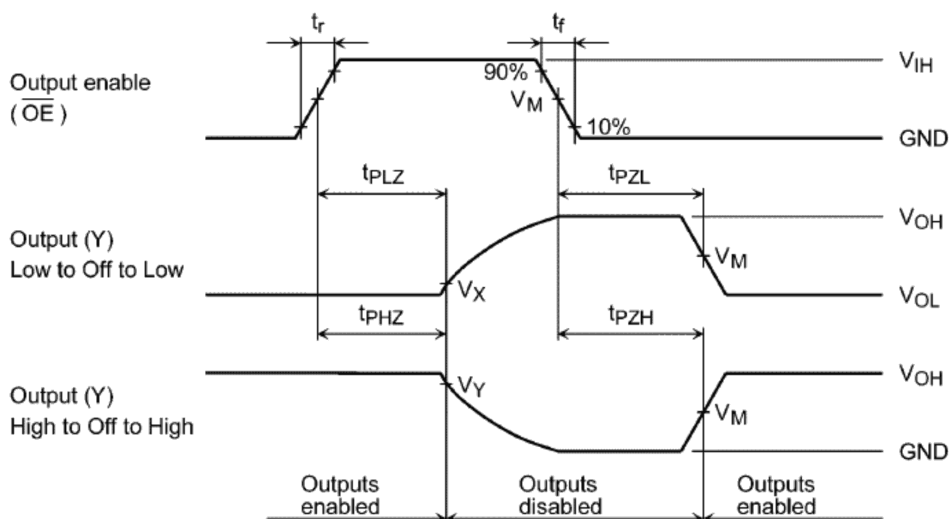 tr
tf
Output enable
( OE )
90%
VM
10%
VIH
GND
tPLZ
tPZL
Output (Y)
Low to Off to Low
VX
VOH
VM
VOL
tPHZ
tPZH
Output (Y)
High to Off to High
VY
VOH
VM
GND
Outputs
enabled
Outputs
disabled
Outputs
enabled